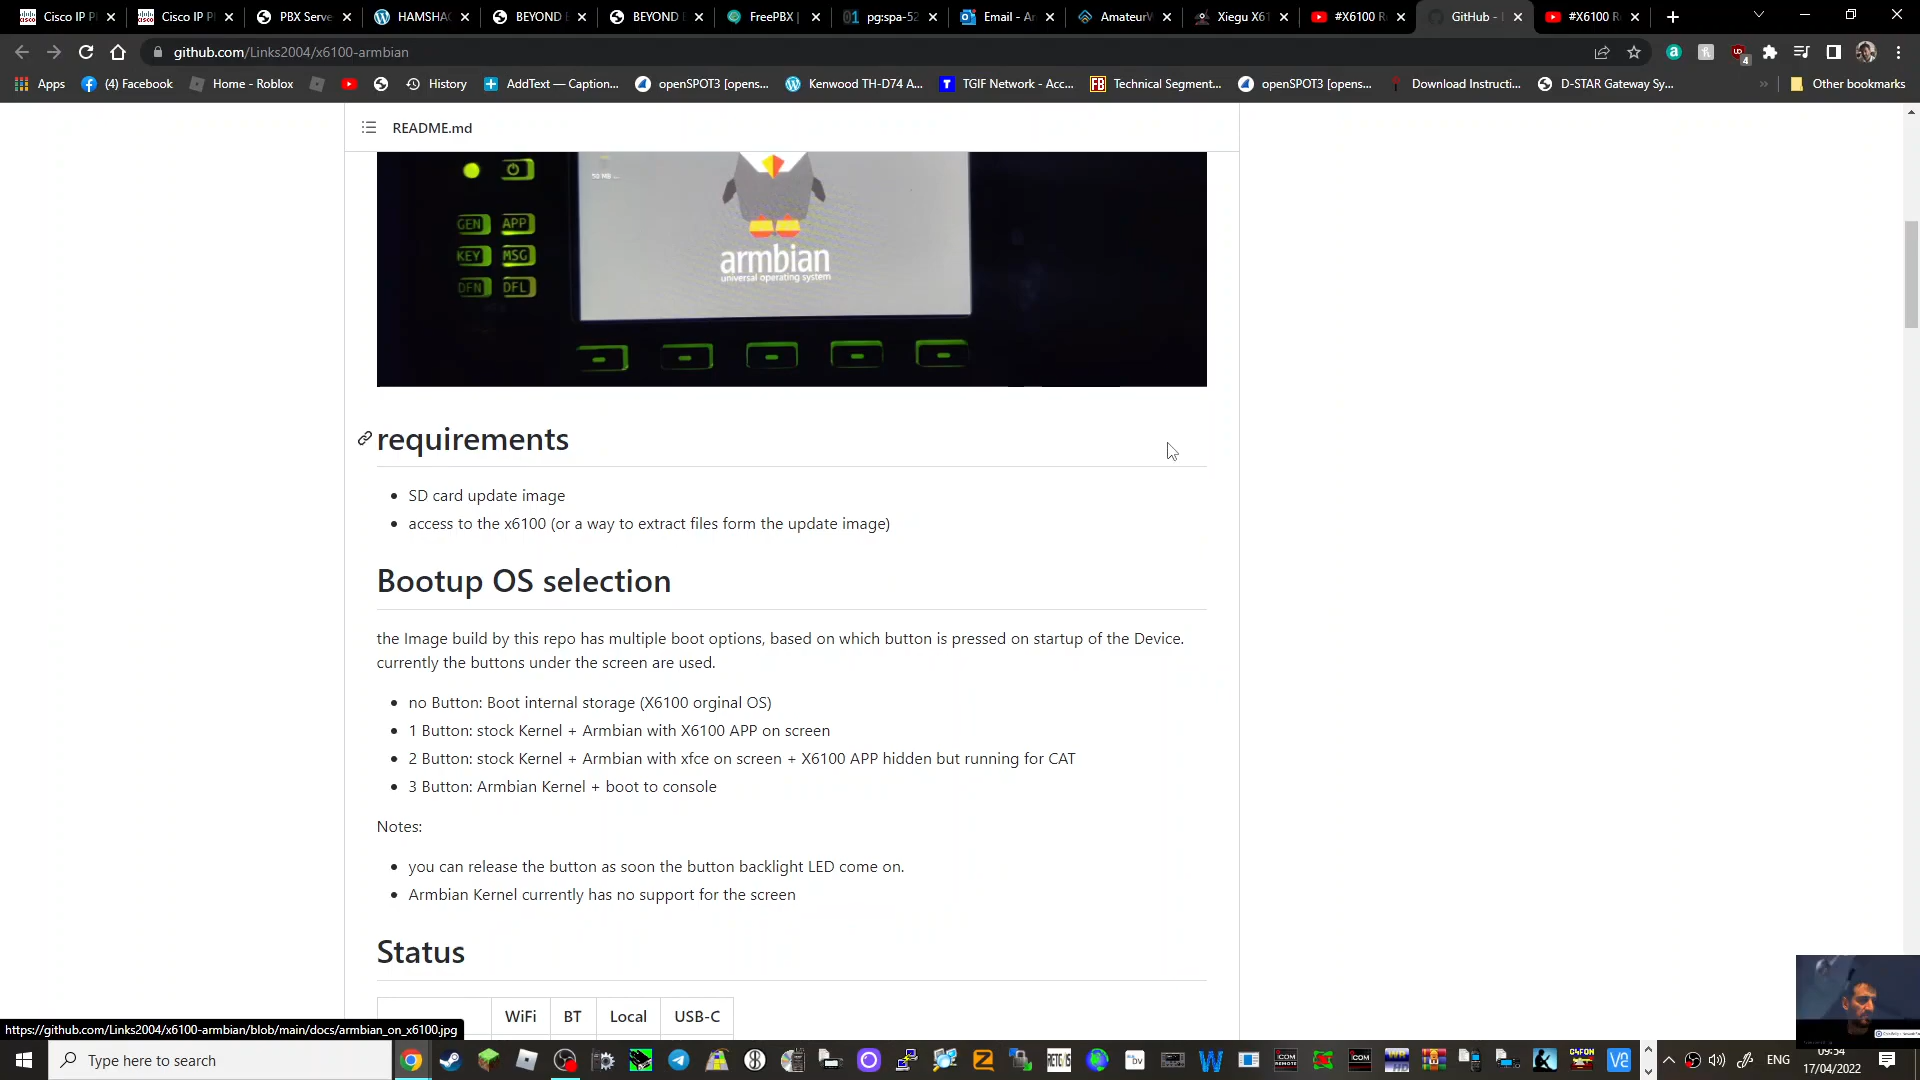 Cisco IP P
Cisco IP P
PBX Serve
HAMSHA
BEYOND
BEYOND
FreePBX |
pg:spa-52
Email - A
Amateur
Xiegu X61
#X6100 R
GitHub -
#X6100 R
github.com/Links2004/x6100-armbian
4
Apps
(4) Facebook
Home - Roblox
History
AddText — Caption...
openSPOT3 [opens...
Kenwood TH-D74 A...
TGIF Network - Acc...
Technical Segment...
openSPOT3 [opens...
Download Instructi...
D-STAR Gateway Sy...
Other bookmarks
README.md
GEN APP
KEY MSG
DFN DFL
armbian
universal operating system
requirements
SD card update image
access to the x6100 (or a way to extract files form the update image)
Bootup OS selection
the Image build by this repo has multiple boot options, based on which button is pressed on startup of the Device.
currently the buttons under the screen are used.
no Button: Boot internal storage (X6100 orginal OS)
1 Button: stock Kernel + Armbian with X6100 APP on screen
2 Button: stock Kernel + Armbian with xfce on screen + X6100 APP hidden but running for CAT
3 Button: Armbian Kernel + boot to console
Notes:
you can release the button as soon the button backlight LED come on.
Armbian Kernel currently has no support for the screen
Status
WiFi BT Local USB-C
https://github.com/Links2004/x6100-armbian/blob/main/docs/armbian_on_x6100.jpg
Type here to search
ENG
09:54
17/04/2022